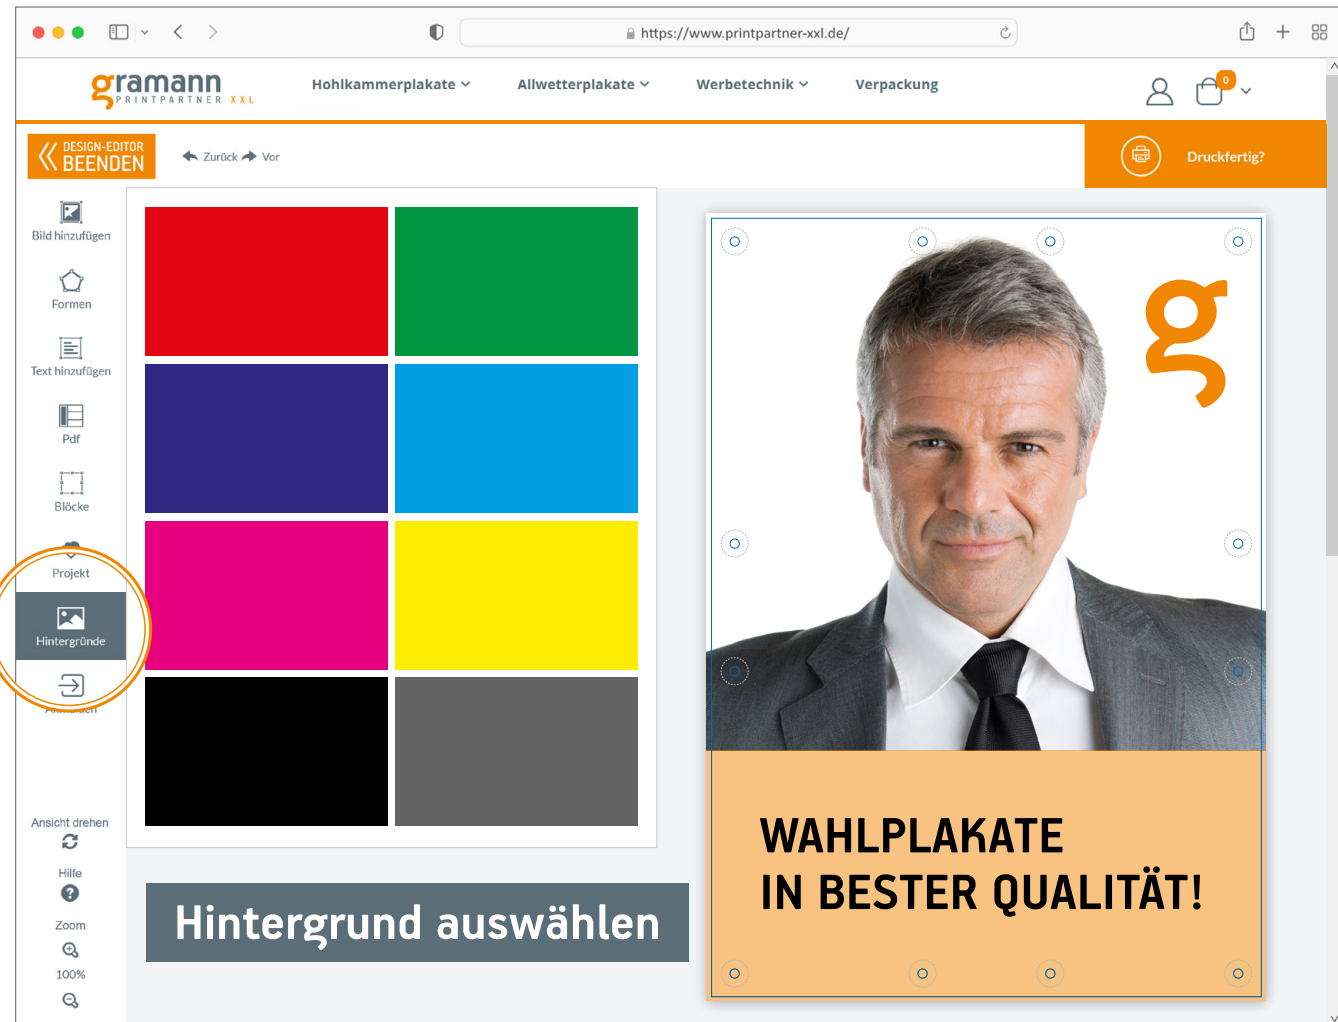 https://www.printpartner-xxl.de/
gramann
PRINTPARTNER XXL
Hohlkammerplakate
Allwetterplakate
Werbetechnik
Verpackung
0
DESIGN-EDITOR
BEENDEN
Zurück
Vor
Druckfertig?
Bild hinzufügen
Formen
Text hinzufügen
Pdf
Blöcke
Projekt
Hintergründe
Anmelden
Ansicht drehen
Hilfe
Zoom
100%
Hintergrund auswählen
g
WAHLPLAKATE
IN BESTER QUALITÄT!